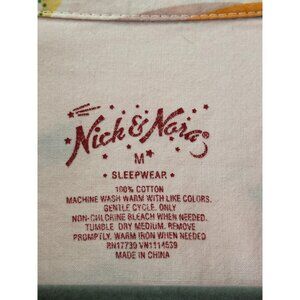 Nick & Nora®
M
• SLEEPWEAR •
100% COTTON
MACHINE WASH WARM WITH LIKE COLORS.
GENTLE CYCLE. ONLY
NON-CHLORINE BLEACH WHEN NEEDED.
TUMBLE DRY MEDIUM. REMOVE
PROMPTLY. WARM IRON WHEN NEEDED.
RN17730 VN1114539
MADE IN CHINA